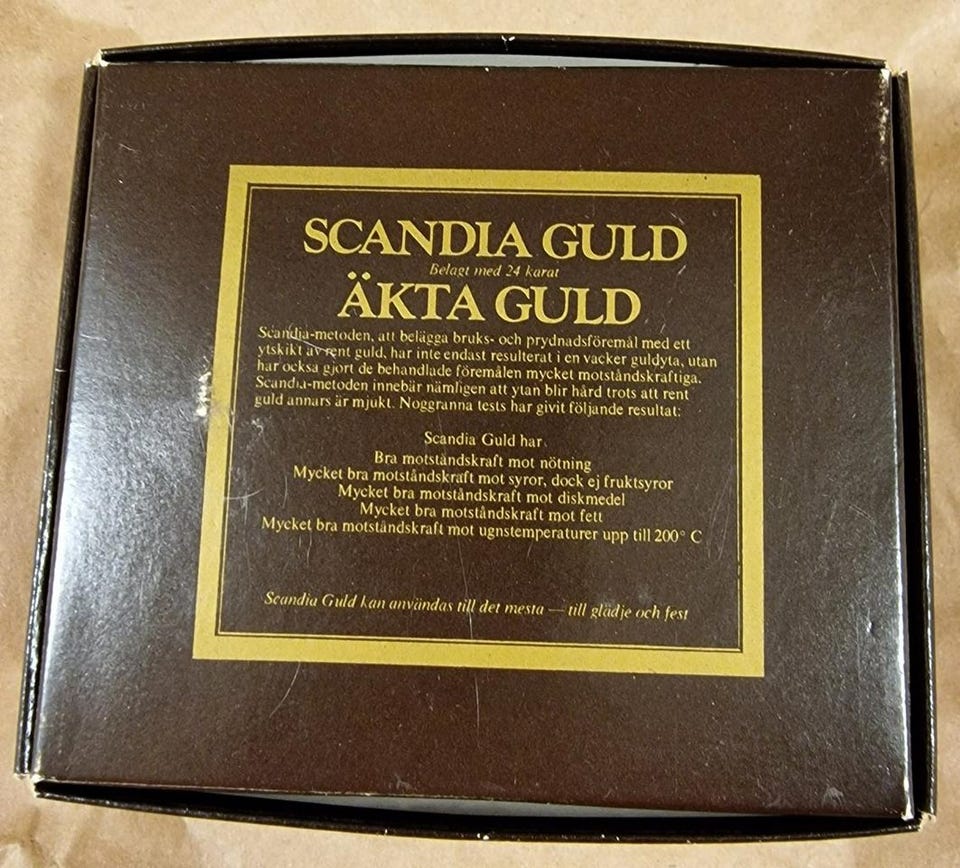 SCANDIA GULD
Belagt med 24 karat
ÄKTA GULD
Scandia-metoden, att belägga bruks- och prydnadsföremål med ett
ytskikt av rent guld, har inte endast resulterat i en vacker guldyta, utan
har också gjort de behandlade föremålen mycket motståndskraftiga.
Scandia-metoden innebär nämligen att ytan blir hård trots att rent
guld annars är mjukt. Noggranna tests har givit följande resultat:
Scandia Guld har
Bra motståndskraft mot nötning
Mycket bra motståndskraft mot syror, dock ej fruktsyror
Mycket bra motståndskraft mot diskmedel
Mycket bra motståndskraft mot fett
Mycket bra motståndskraft mot ugnstemperaturer upp till 200° C
Scandia Guld kan användas till det mesta — till glädje och fest